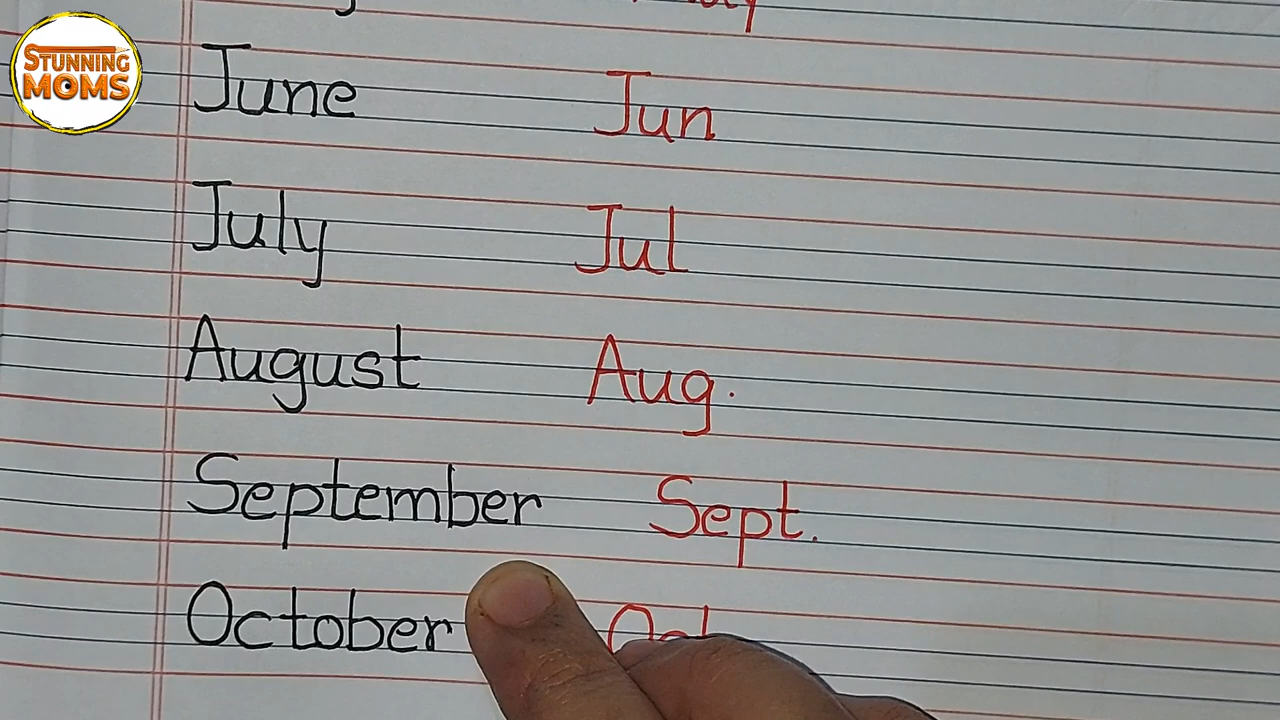 STUNNING
MOMS
June Jun
July Jul
August Aug.
September Sept.
October